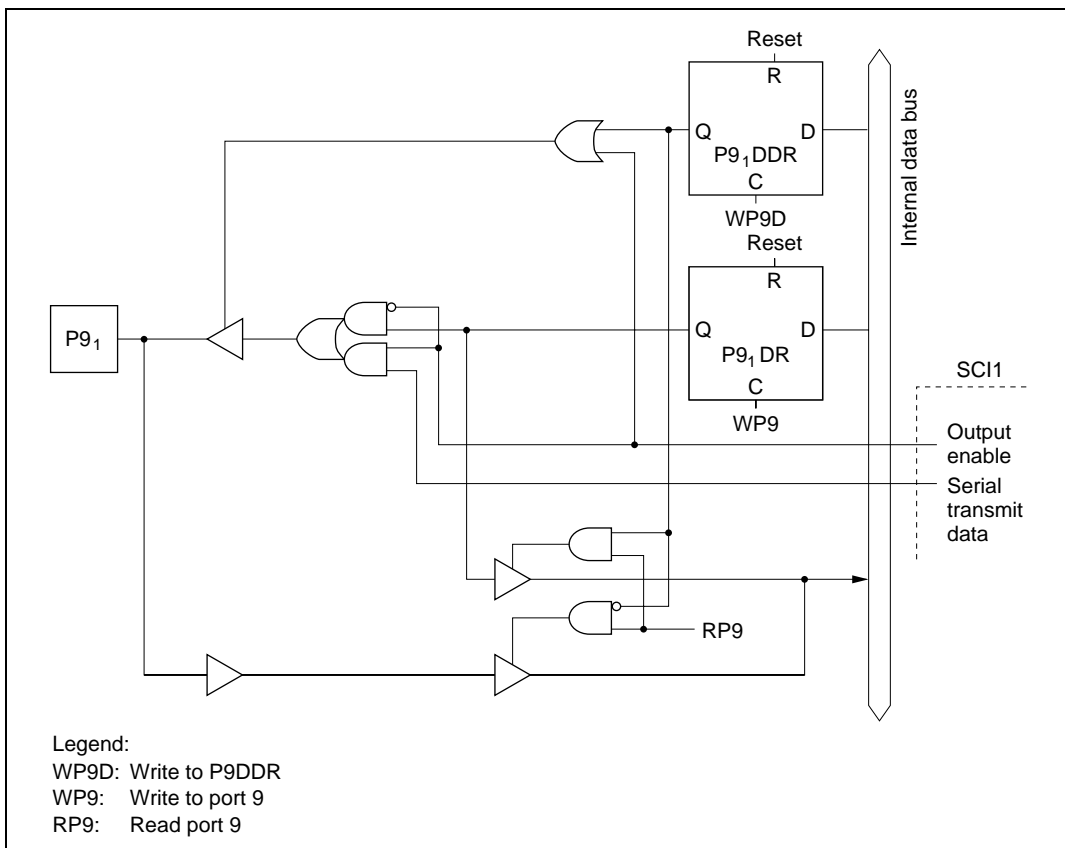 Reset
R
Q D
P9₁DDR
C
WP9D
Reset
R
Q D
P9₁DR
C
WP9
Internal data bus
P9₁
SCI1
Output
enable
Serial
transmit
data
RP9
Legend:
WP9D: Write to P9DDR
WP9: Write to port 9
RP9: Read port 9